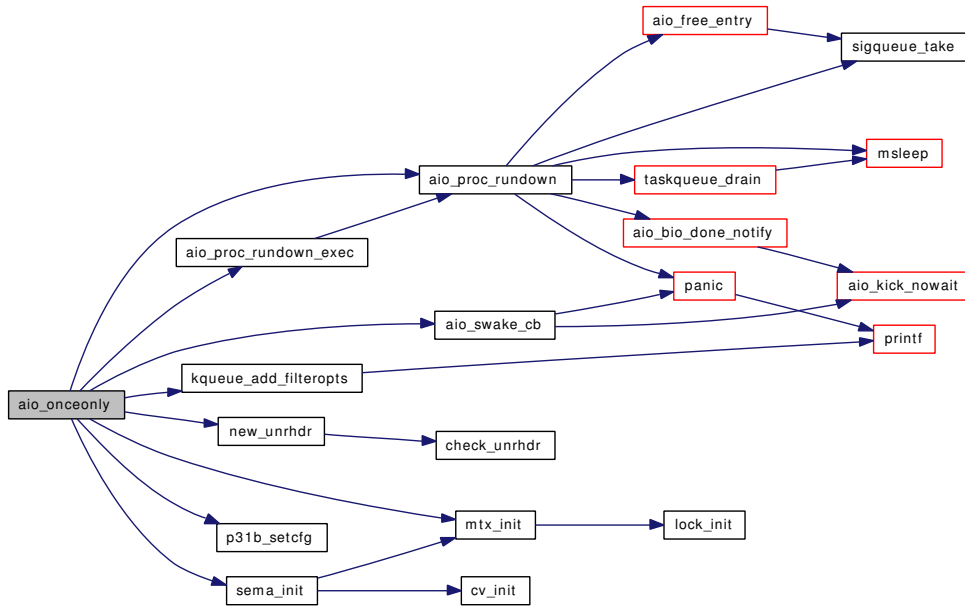 aio_free_entry
sigqueue_take
msleep
aio_proc_rundown
taskqueue_drain
aio_bio_done_notify
aio_proc_rundown_exec
panic
aio_kick_nowait
aio_swake_cb
printf
kqueue_add_filteropts
aio_onceonly
new_unrhdr
check_unrhdr
mtx_init
lock_init
p31b_setcfg
sema_init
cv_init